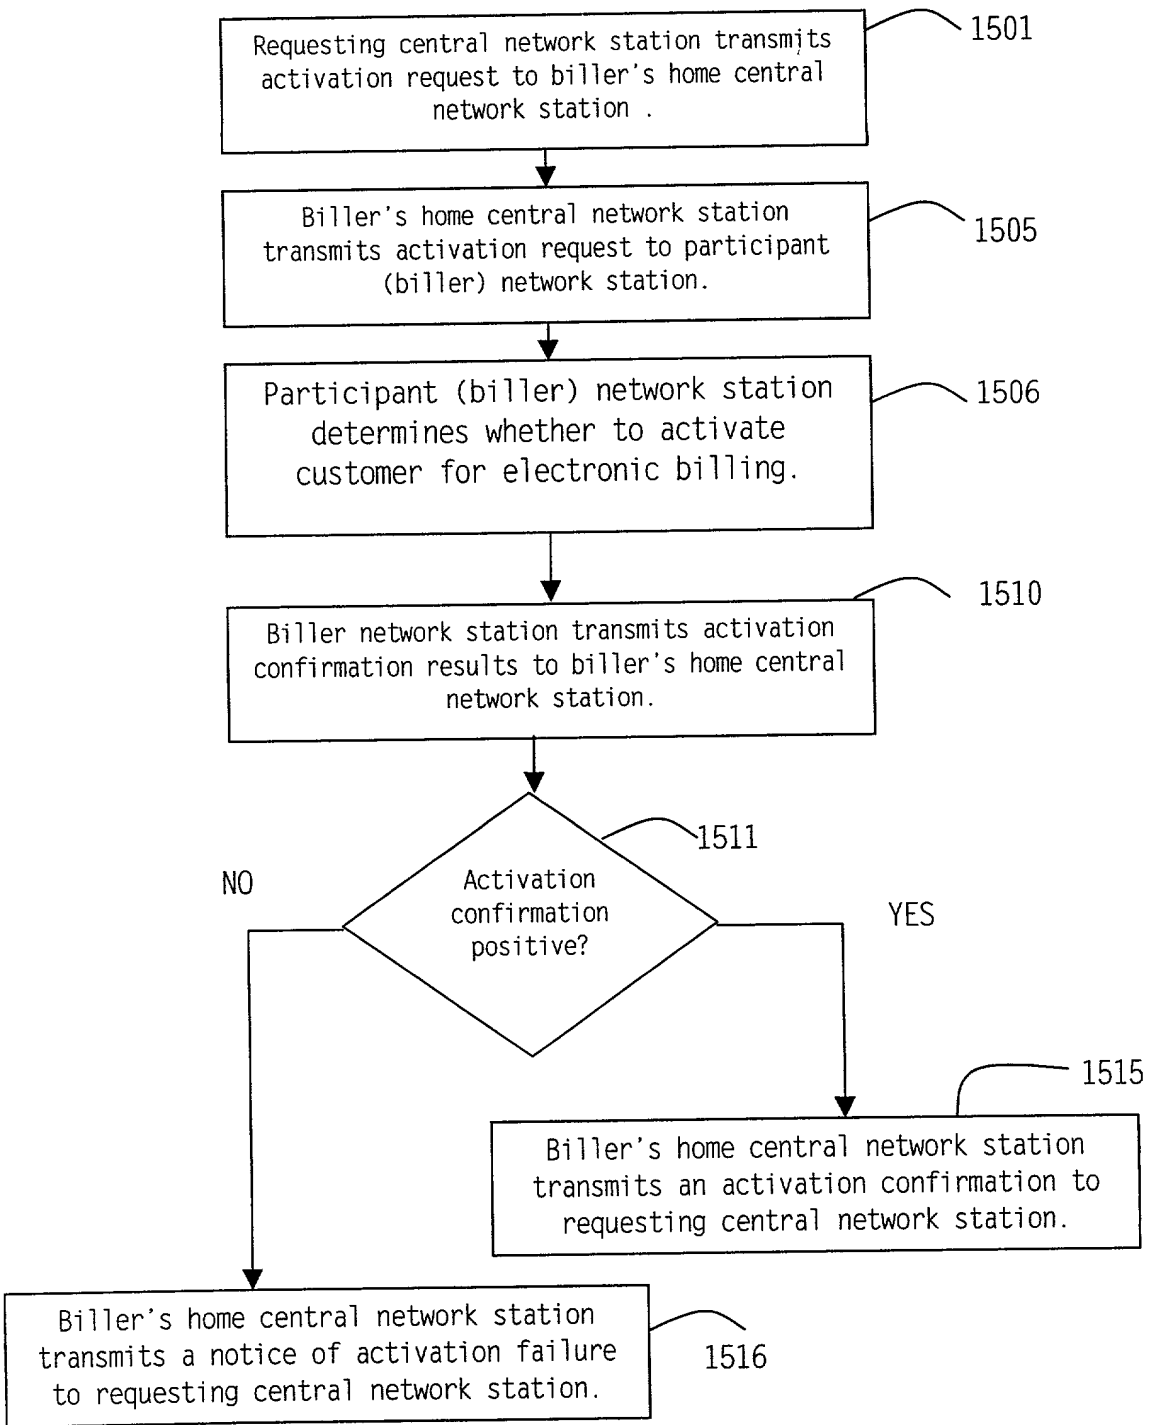 Requesting central network station transmits
activation request to biller's home central
network station .
1501
Biller's home central network station
transmits activation request to participant
(biller) network station.
1505
Participant (biller) network station
determines whether to activate
customer for electronic billing.
1506
Biller network station transmits activation
confirmation results to biller's home central
network station.
1510
Activation
confirmation
positive?
1511
NO
YES
Biller's home central network station
transmits an activation confirmation to
requesting central network station.
1515
Biller's home central network station
transmits a notice of activation failure
to requesting central network station.
1516